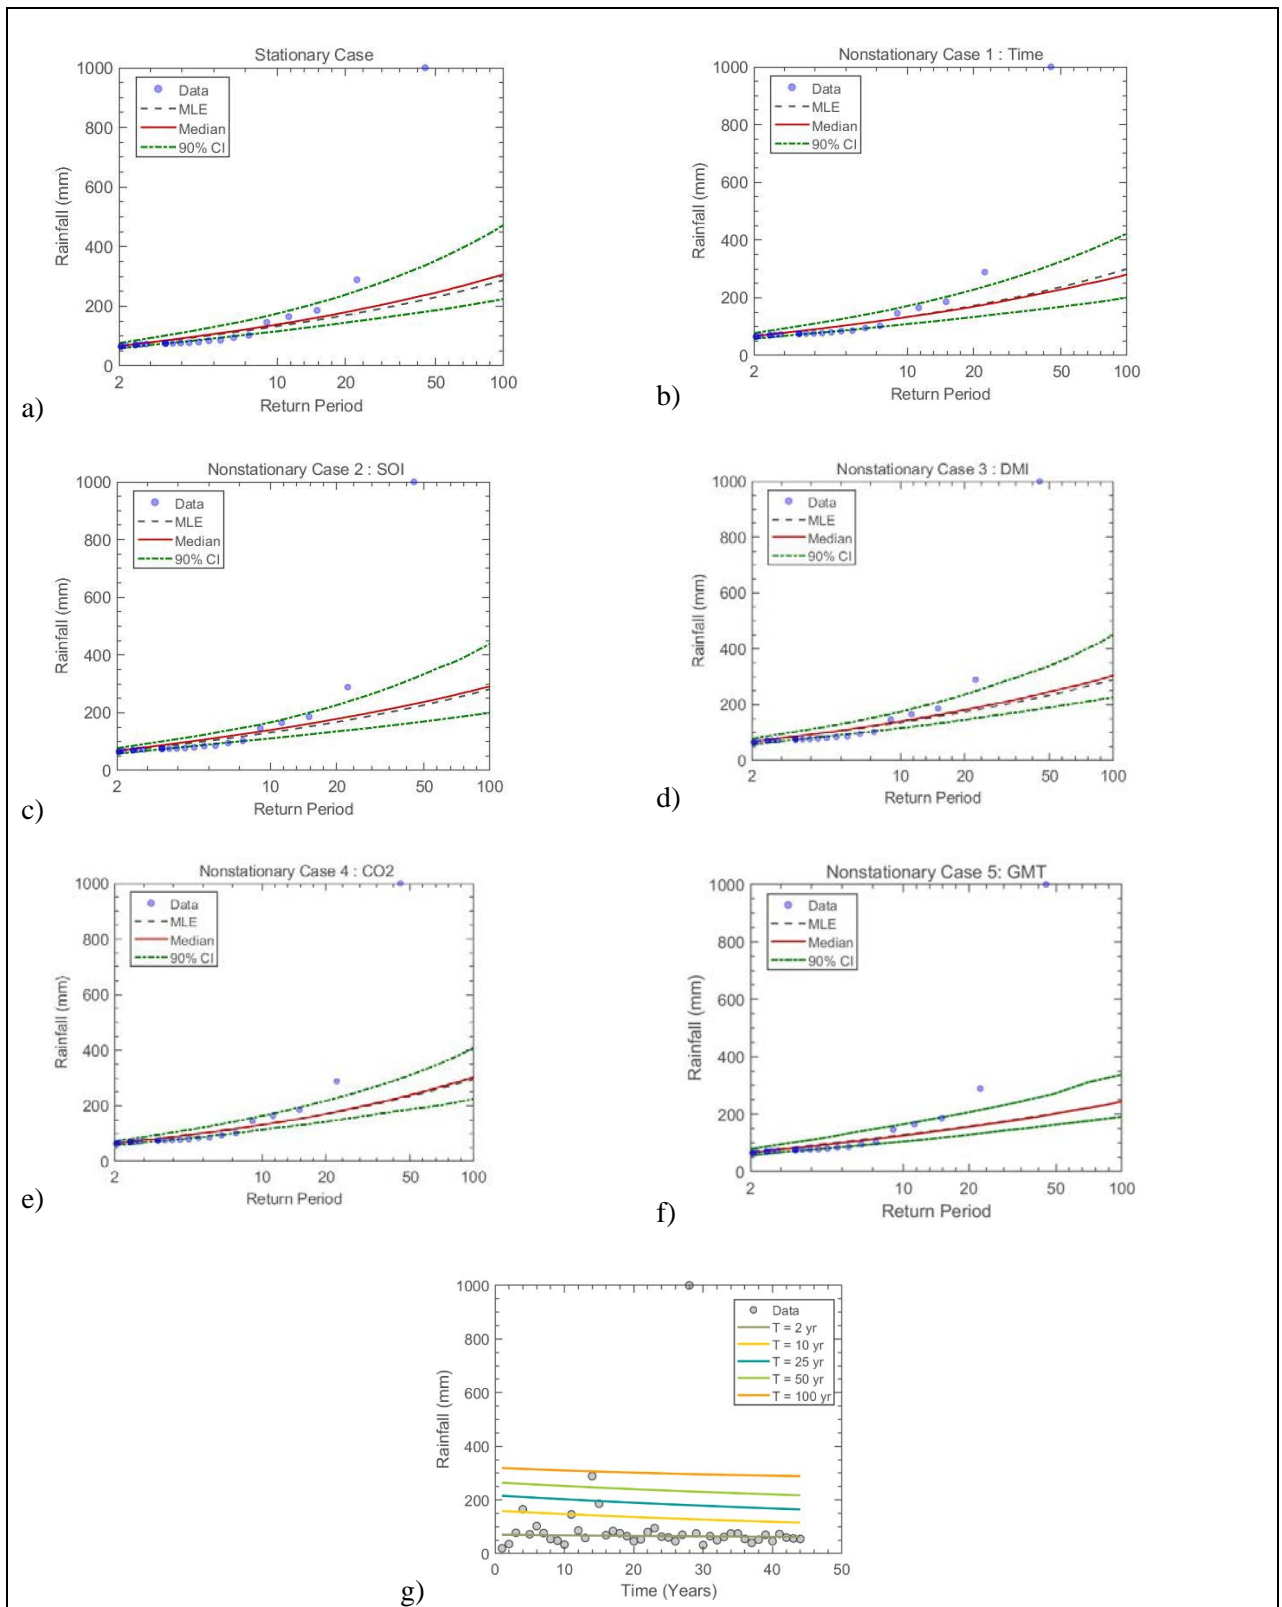 Stationary Case
1000
800
600
400
200
0
Rainfall (mm)
Data
MLE
Median
90% CI
2 10 20 50 100
Return Period
a)
Nonstationary Case 1 : Time
1000
800
600
400
200
0
Rainfall (mm)
Data
MLE
Median
90% CI
2 10 20 50 100
Return Period
b)
Nonstationary Case 2 : SOI
1000
800
600
400
200
0
Rainfall (mm)
Data
MLE
Median
90% CI
2 10 20 50 100
Return Period
c)
Nonstationary Case 3 : DMI
1000
800
600
400
200
0
Rainfall (mm)
Data
MLE
Median
90% CI
2 10 20 50 100
Return Period
d)
Nonstationary Case 4 : CO2
1000
800
600
400
200
0
Rainfall (mm)
Data
MLE
Median
90% CI
2 10 20 50 100
Return Period
e)
Nonstationary Case 5: GMT
1000
800
600
400
200
0
Rainfall (mm)
Data
MLE
Median
90% CI
2 10 20 50 100
Return Period
f)
1000
800
600
400
200
0
Rainfall (mm)
Data
T = 2 yr
T = 10 yr
T = 25 yr
T = 50 yr
T = 100 yr
0 10 20 30 40 50
Time (Years)
g)